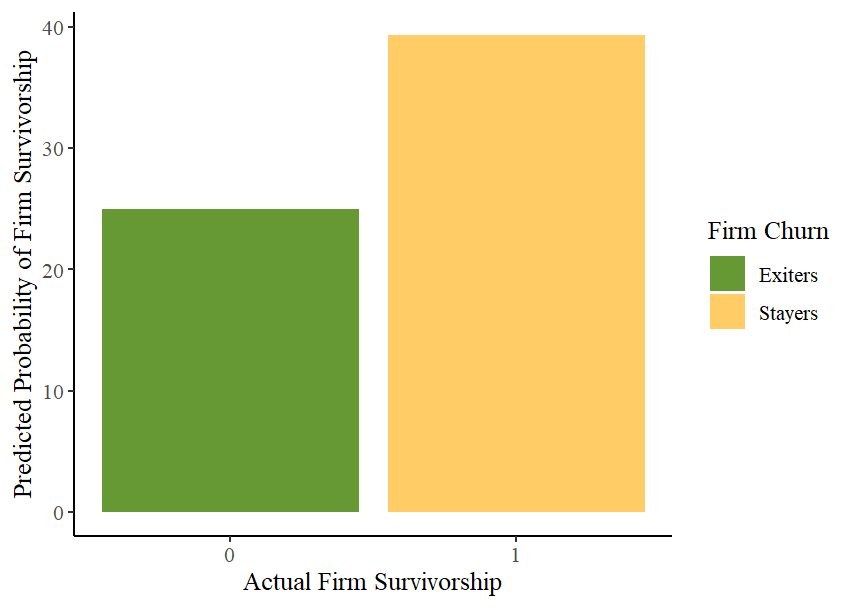 Predicted Probability of Firm Survivorship
40
30
20
10
0
0 1
Actual Firm Survivorship
Firm Churn
Exiters
Stayers